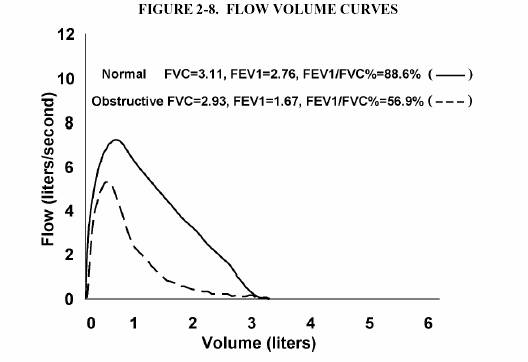 FIGURE 2-8. FLOW VOLUME CURVES
12
10
8
6
4
2
0
Flow (liters/second)
Normal FVC=3.11, FEV1=2.76, FEV1/FVC%=88.6% ( — )
Obstructive FVC=2.93, FEV1=1.67, FEV1/FVC%=56.9% ( --- )
0 1 2 3 4 5 6
Volume (liters)